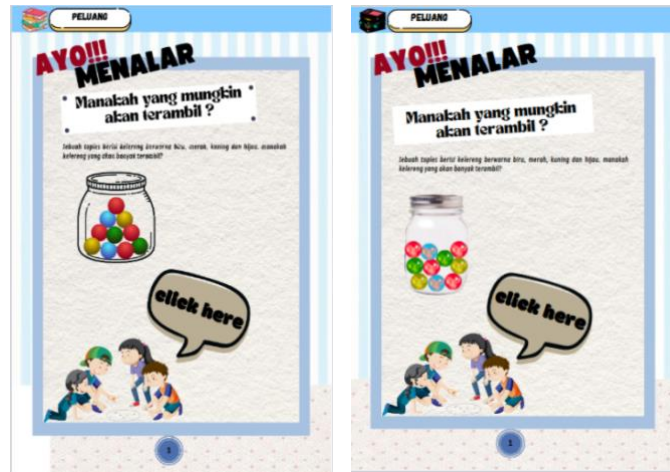 PELUANG
AYO!!!
MENALAR
Manakah yang mungkin
akan terambil ?
Sebuah toples berisi kelereng berwarna biru, merah, kuning dan hijau. manakah
kelereng yang akan banyak terambil?
click here
PELUANG
AYO!!!
MENALAR
Manakah yang mungkin
akan terambil ?
Sebuah toples berisi kelereng berwarna biru, merah, kuning dan hijau. manakah
kelereng yang akan banyak terambil?
click here
1